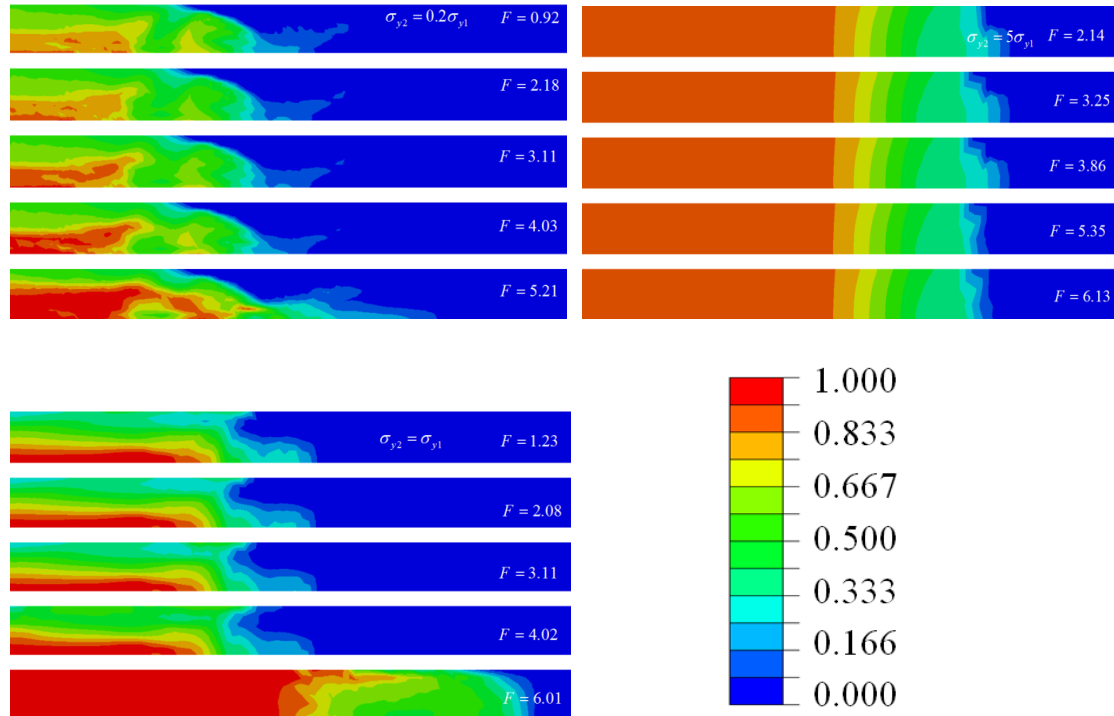 σy2 = 0.2σy1 F = 0.92
F = 2.18
F = 3.11
F = 4.03
F = 5.21
σy2 = 5σy1 F = 2.14
F = 3.25
F = 3.86
F = 5.35
F = 6.13
σy2 = σy1 F = 1.23
F = 2.08
F = 3.11
F = 4.02
F = 6.01
1.000
0.833
0.667
0.500
0.333
0.166
0.000